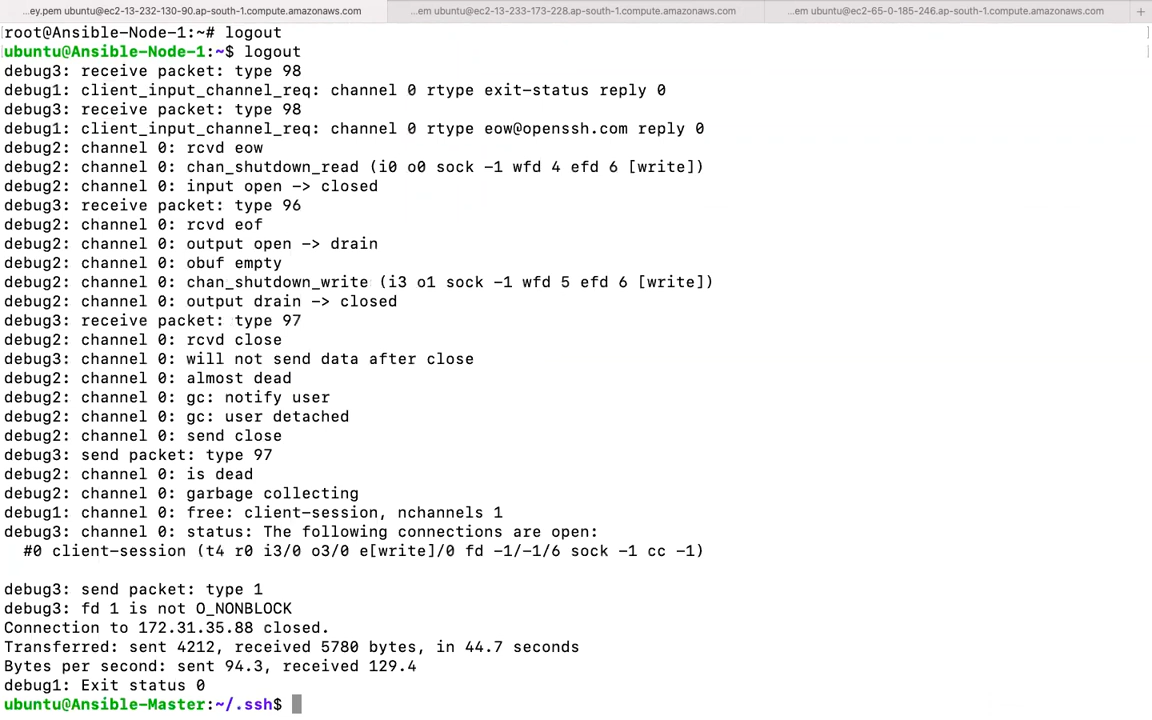 ...ey.pem ubuntu@ec2-13-232-130-90.ap-south-1.compute.amazonaws.com
...em ubuntu@ec2-13-233-173-228.ap-south-1.compute.amazonaws.com
...em ubuntu@ec2-65-0-185-246.ap-south-1.compute.amazonaws.com
+
root@Ansible-Node-1:~# logout
ubuntu@Ansible-Node-1:~$ logout
debug3: receive packet: type 98
debug1: client_input_channel_req: channel 0 rtype exit-status reply 0
debug3: receive packet: type 98
debug1: client_input_channel_req: channel 0 rtype eow@openssh.com reply 0
debug2: channel 0: rcvd eow
debug2: channel 0: chan_shutdown_read (i0 o0 sock -1 wfd 4 efd 6 [write])
debug2: channel 0: input open -> closed
debug3: receive packet: type 96
debug2: channel 0: rcvd eof
debug2: channel 0: output open -> drain
debug2: channel 0: obuf empty
debug2: channel 0: chan_shutdown_write (i3 o1 sock -1 wfd 5 efd 6 [write])
debug2: channel 0: output drain -> closed
debug3: receive packet: type 97
debug2: channel 0: rcvd close
debug3: channel 0: will not send data after close
debug2: channel 0: almost dead
debug2: channel 0: gc: notify user
debug2: channel 0: gc: user detached
debug2: channel 0: send close
debug3: send packet: type 97
debug2: channel 0: is dead
debug2: channel 0: garbage collecting
debug1: channel 0: free: client-session, nchannels 1
debug3: channel 0: status: The following connections are open:
  #0 client-session (t4 r0 i3/0 o3/0 e[write]/0 fd -1/-1/6 sock -1 cc -1)
debug3: send packet: type 1
debug3: fd 1 is not O_NONBLOCK
Connection to 172.31.35.88 closed.
Transferred: sent 4212, received 5780 bytes, in 44.7 seconds
Bytes per second: sent 94.3, received 129.4
debug1: Exit status 0
ubuntu@Ansible-Master:~/.ssh$